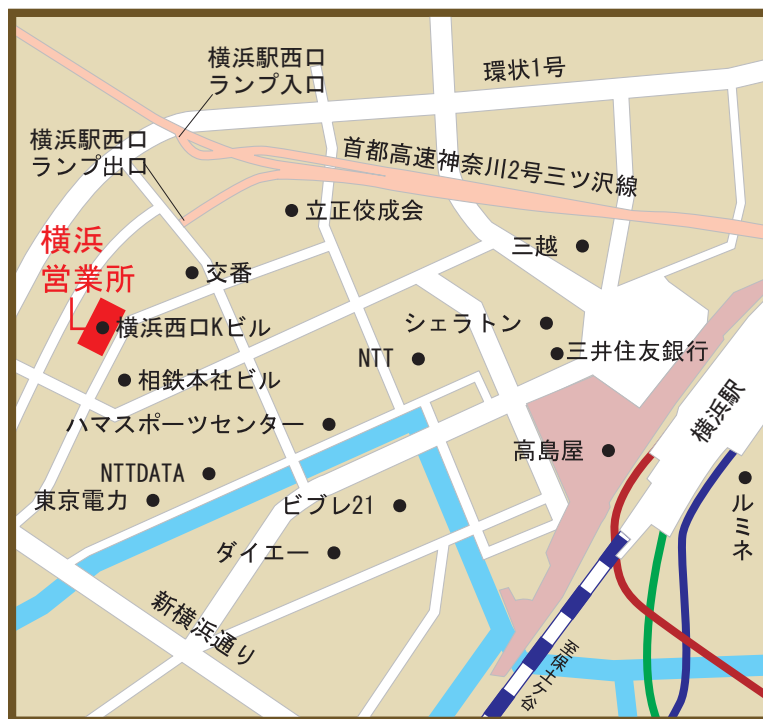 横浜駅西口
ランプ入口
環状1号
横浜駅西口
ランプ出口
首都高速神奈川2号三ツ沢線
立正佼成会
横浜
営業所
三越
交番
横浜西口Kビル
シェラトン
三井住友銀行
NTT
相鉄本社ビル
横浜駅
ハマスポーツセンター
高島屋
NTTDATA
東京電力
ビブレ21
ルミネ
ダイエー
新横浜通り
至保土ケ谷